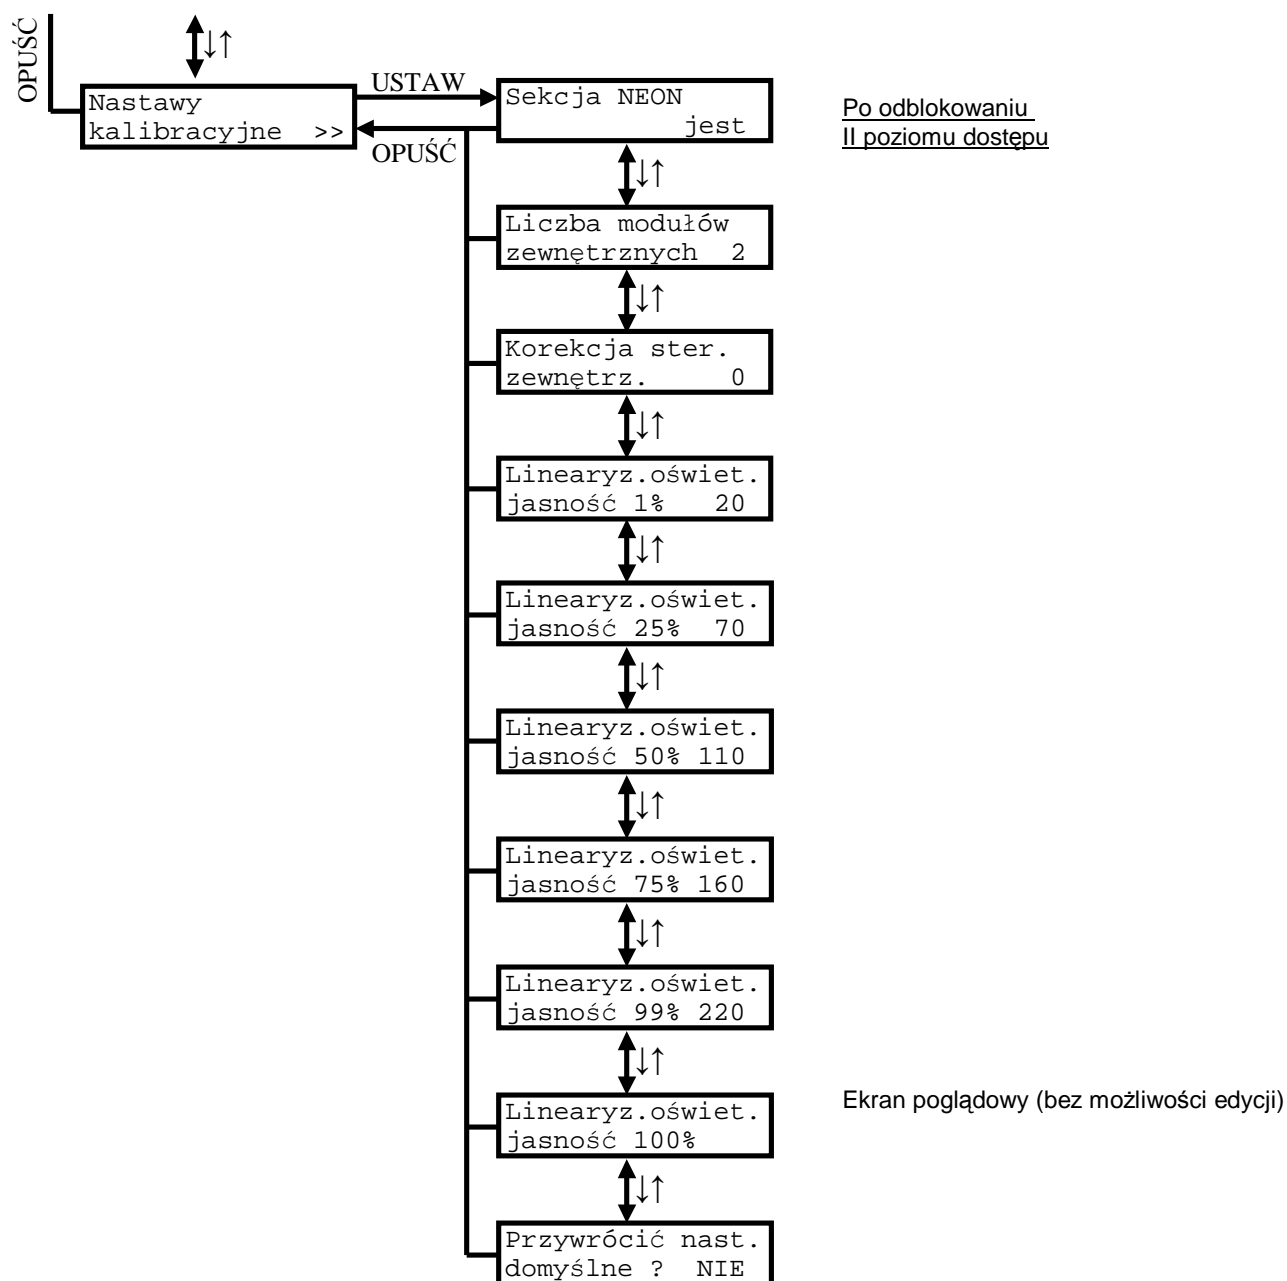 OPUŚĆ
↓↑
Nastawy
kalibracyjne >>
USTAW
OPUŚĆ
Sekcja NEON
jest
Po odblokowaniu
II poziomu dostępu
↓↑
Liczba modułów
zewnętrznych 2
↓↑
Korekcja ster.
zewnętrz. 0
↓↑
Linearyz.oświet.
jasność 1% 20
↓↑
Linearyz.oświet.
jasność 25% 70
↓↑
Linearyz.oświet.
jasność 50% 110
↓↑
Linearyz.oświet.
jasność 75% 160
↓↑
Linearyz.oświet.
jasność 99% 220
↓↑
Linearyz.oświet.
jasność 100%
Ekran poglądowy (bez możliwości edycji)
↓↑
Przywrócić nast.
domyślne ? NIE